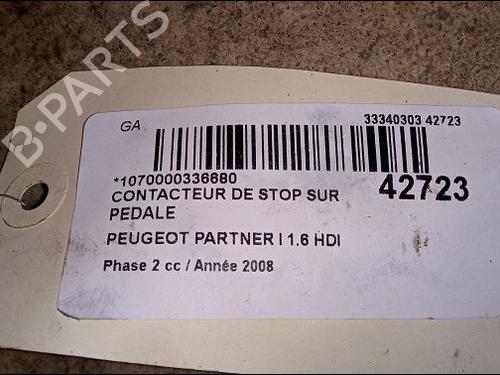 B-PARTS
GA
33340303 42723
*1070000336680
42723
CONTACTEUR DE STOP SUR
PEDALE
PEUGEOT PARTNER I 1.6 HDI
Phase 2 cc / Année 2008